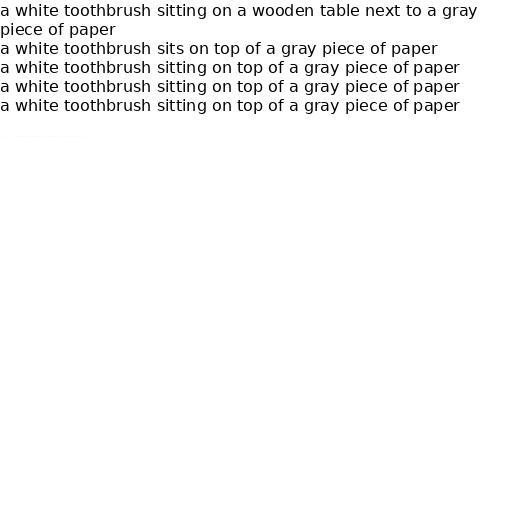 a white toothbrush sitting on a wooden table next to a gray
piece of paper
a white toothbrush sits on top of a gray piece of paper
a white toothbrush sitting on top of a gray piece of paper
a white toothbrush sitting on top of a gray piece of paper
a white toothbrush sitting on top of a gray piece of paper